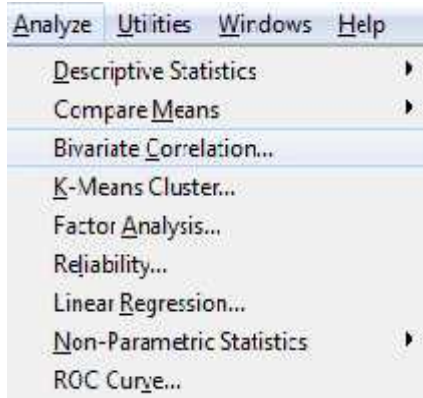 Analyze Utilities Windows Help
Descriptive Statistics
Compare Means
Bivariate Correlation...
K-Means Cluster...
Factor Analysis...
Reliability...
Linear Regression...
Non-Parametric Statistics
ROC Curve...